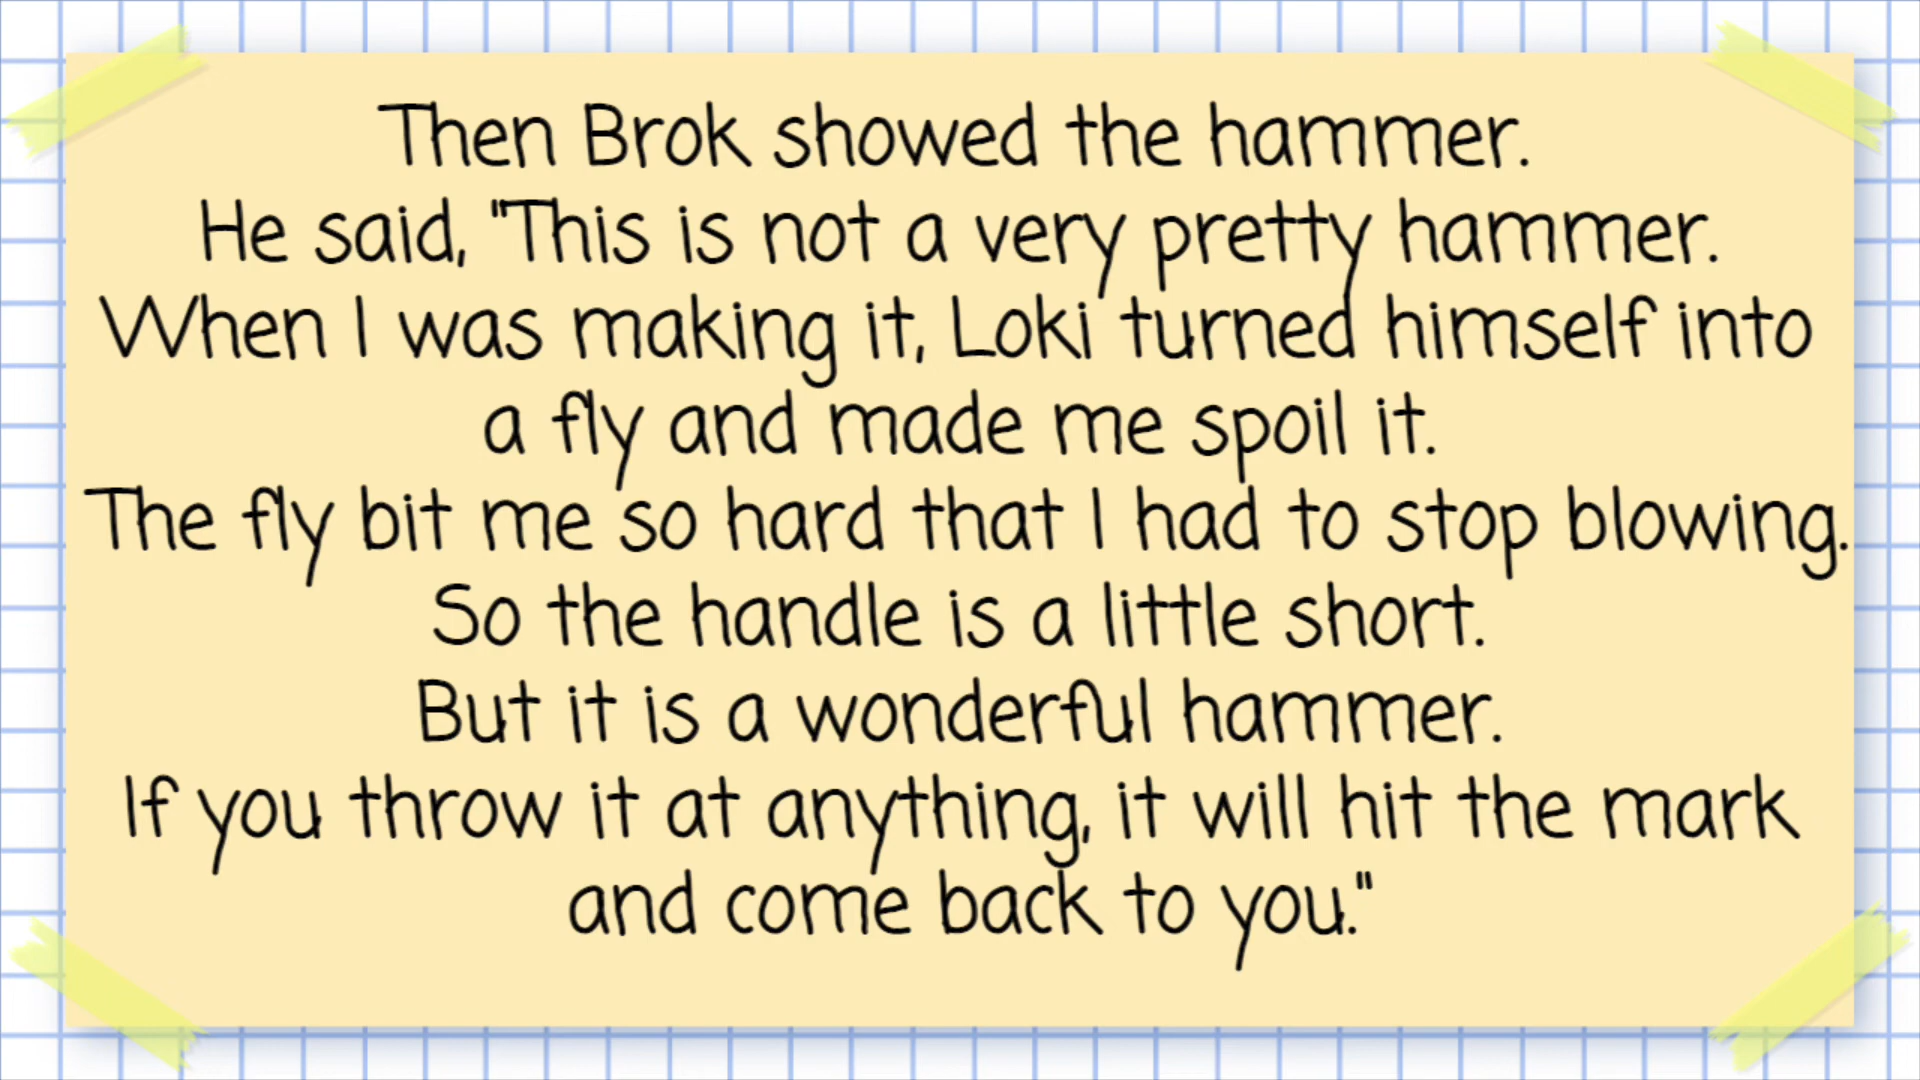 Then Brok showed the hammer.
He said, "This is not a very pretty hammer.
When I was making it, Loki turned himself into
a fly and made me spoil it.
The fly bit me so hard that I had to stop blowing.
So the handle is a little short.
But it is a wonderful hammer.
If you throw it at anything, it will hit the mark
and come back to you."